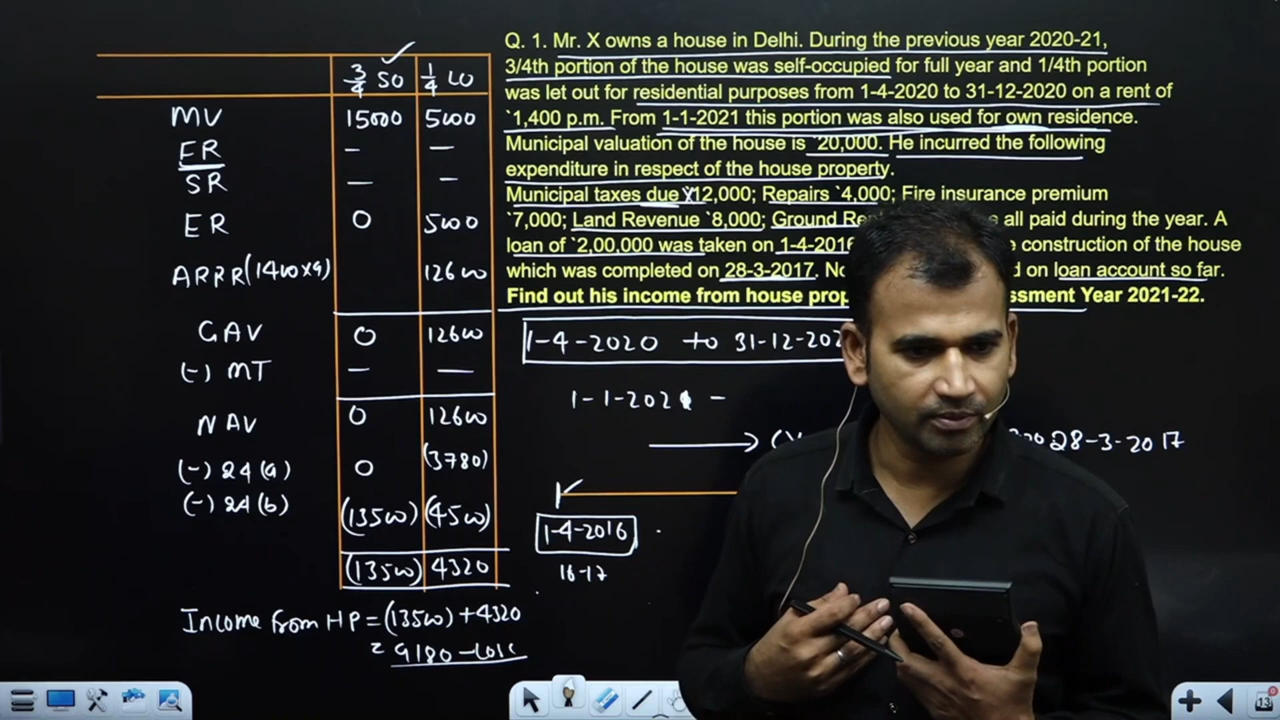 Q. 1. Mr. X owns a house in Delhi. During the previous year 2020-21,
3/4th portion of the house was self-occupied for full year and 1/4th portion
was let out for residential purposes from 1-4-2020 to 31-12-2020 on a rent of
`1,400 p.m. From 1-1-2021 this portion was also used for own residence.
Municipal valuation of the house is `20,000. He incurred the following
expenditure in respect of the house property.
Municipal taxes due `12,000; Repairs `4,000; Fire insurance premium
`7,000; Land Revenue `8,000; Ground all paid during the year. A
loan of `2,00,000 was taken on 1-4-2016 construction of the house
which was completed on 28-3-2017. on loan account so far.
Find out his income from house Year 2021-22.
3/4 SO 1/4 LO
MV 15000 5000
FR — —
SR — —
ER 0 5000
ARRR(1400×9) 12600
GAV 0 12600
(-) MT — —
NAV 0 12600
(-) 24(a) 0 (3780)
(-) 24(b) (13500) (4500)
(13500) 4320
Income from HP = (13500) + 4320
= 9180 - loss
1-4-2020 to 31-12-202
1-1-2021 -
28-3-2017
1-4-2016
16-17
13